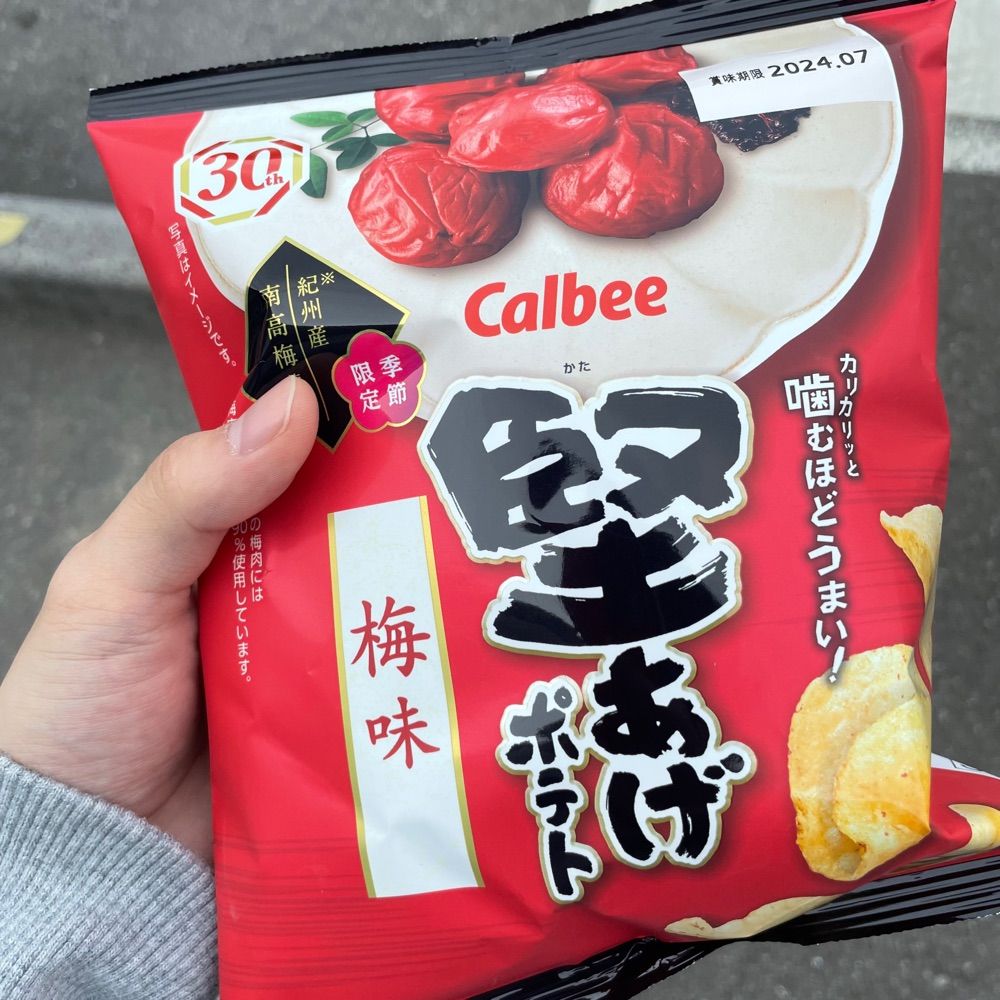 賞味期限 2024.07
30th
写真はイメージです。
※紀州産
南高梅
季節
限定
Calbee
かた
堅あげ
ポテト
カリカリッと
噛むほどうまい!
梅味
の梅肉には
90%使用しています。